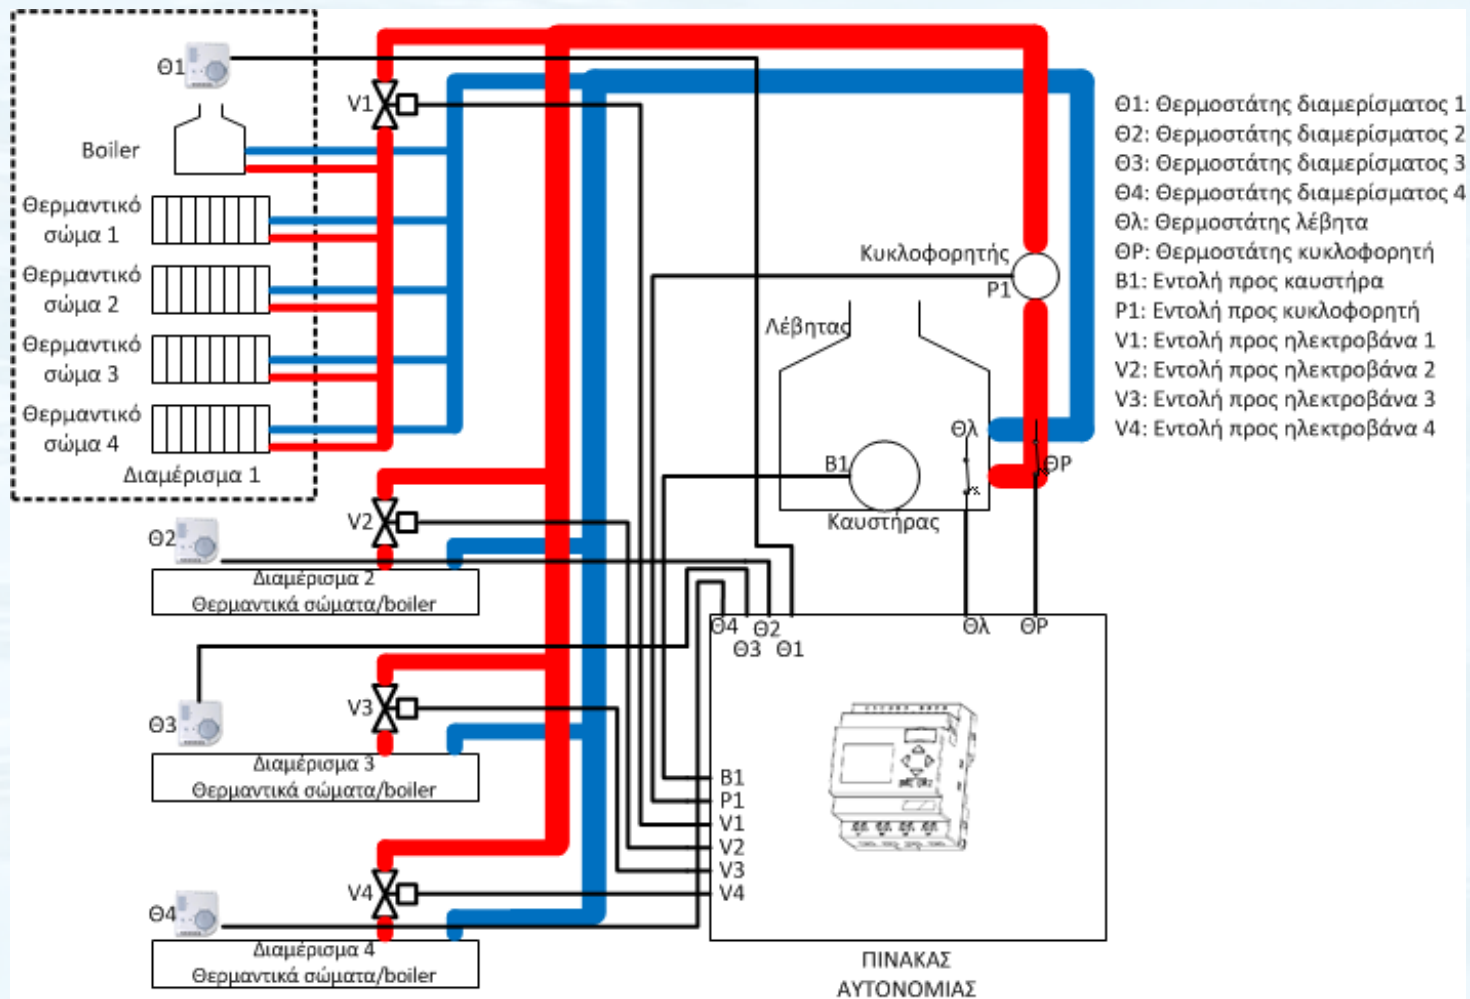 Θ1
V1
Boiler
Θερμαντικό
σώμα 1
Θερμαντικό
σώμα 2
Θερμαντικό
σώμα 3
Θερμαντικό
σώμα 4
Διαμέρισμα 1
Θ2
V2
Διαμέρισμα 2
Θερμαντικά σώματα/boiler
Θ3
V3
Διαμέρισμα 3
Θερμαντικά σώματα/boiler
Θ4
V4
Διαμέρισμα 4
Θερμαντικά σώματα/boiler
Κυκλοφορητής
P1
Λέβητας
Θλ
ΘΡ
B1
Καυστήρας
Θ4
Θ3
Θ2
Θ1
Θλ
ΘΡ
B1
P1
V1
V2
V3
V4
ΠΙΝΑΚΑΣ
ΑΥΤΟΝΟΜΙΑΣ
Θ1: Θερμοστάτης διαμερίσματος 1
Θ2: Θερμοστάτης διαμερίσματος 2
Θ3: Θερμοστάτης διαμερίσματος 3
Θ4: Θερμοστάτης διαμερίσματος 4
Θλ: Θερμοστάτης λέβητα
ΘΡ: Θερμοστάτης κυκλοφορητή
B1: Εντολή προς καυστήρα
P1: Εντολή προς κυκλοφορητή
V1: Εντολή προς ηλεκτροβάνα 1
V2: Εντολή προς ηλεκτροβάνα 2
V3: Εντολή προς ηλεκτροβάνα 3
V4: Εντολή προς ηλεκτροβάνα 4